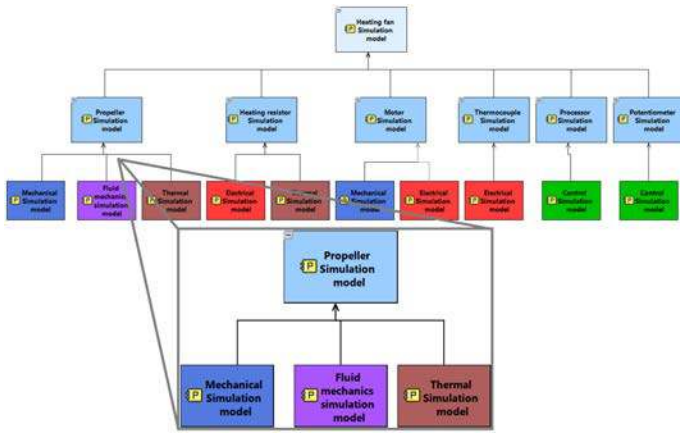 Heating fan
Simulation
model
Propeller
Simulation
model
Heating resistor
Simulation
model
Motor
Simulation
model
Thermocouple
Simulation
model
Processor
Simulation
model
Potentiometer
Simulation
model
Mechanical
Simulation
model
Fluid
mechanic
simulation
model
Thermal
Simulation
model
Electrical
Simulation
model
Simulation
model
Mechanical
Simulation
model
Electrical
Simulation
model
Electrical
Simulation
model
Control
Simulation
model
Control
Simulation
model
P
Propeller
Simulation
model
P
Mechanical
Simulation
model
P
Fluid
mechanics
simulation
model
P
Thermal
Simulation
model